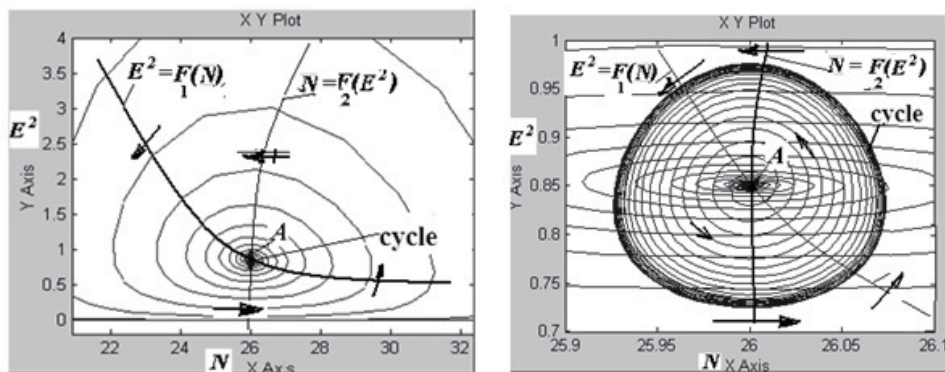 X Y Plot
4
3.5
3
2.5
2
1.5
1
0.5
0
E²
Y Axis
E²=F₁(N)
N=F₂(E²)
A
cycle
22 24 26 28 30 32
N
X Axis
X Y Plot
1
0.95
0.9
0.85
0.8
0.75
0.7
E²
Y Axis
E²=F₁(N)
N=F₂(E²)
cycle
A
25.9 25.95 26 26.05 26.1
N
X Axis